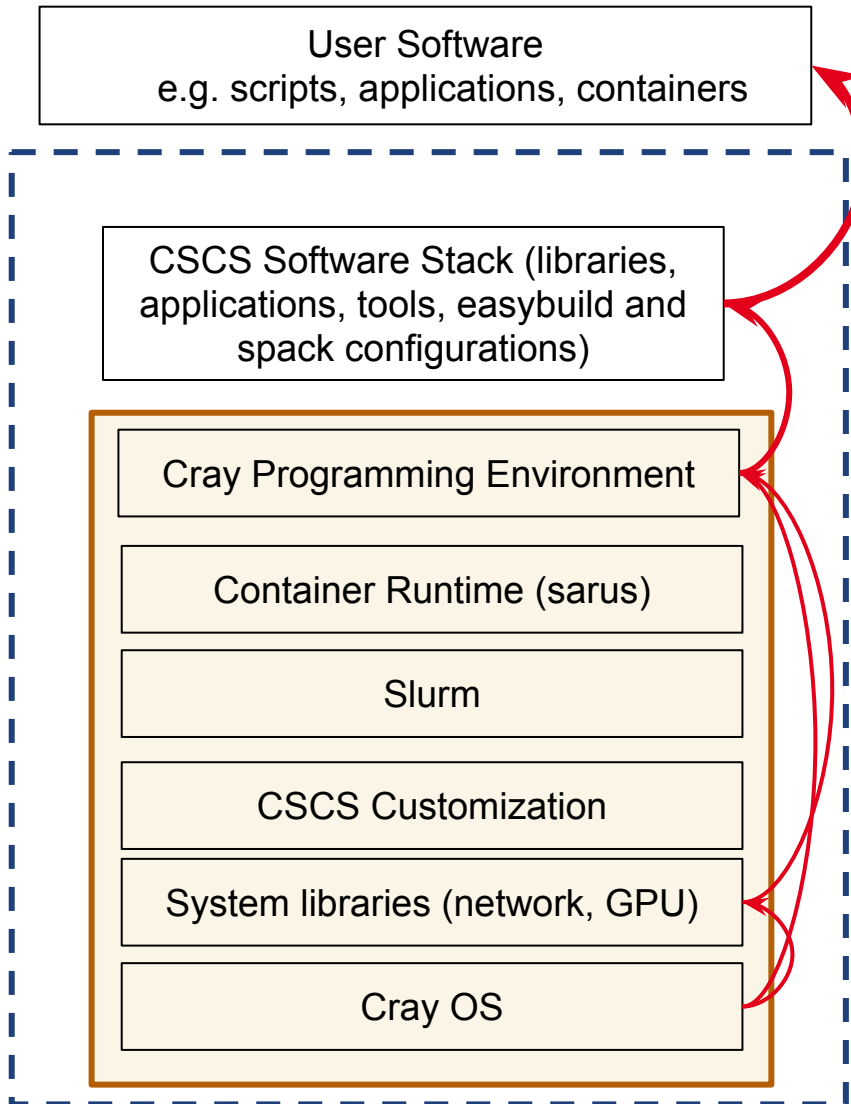 User Software
e.g. scripts, applications, containers
CSCS Software Stack (libraries,
applications, tools, easybuild and
spack configurations)
Cray Programming Environment
Container Runtime (sarus)
Slurm
CSCS Customization
System libraries (network, GPU)
Cray OS